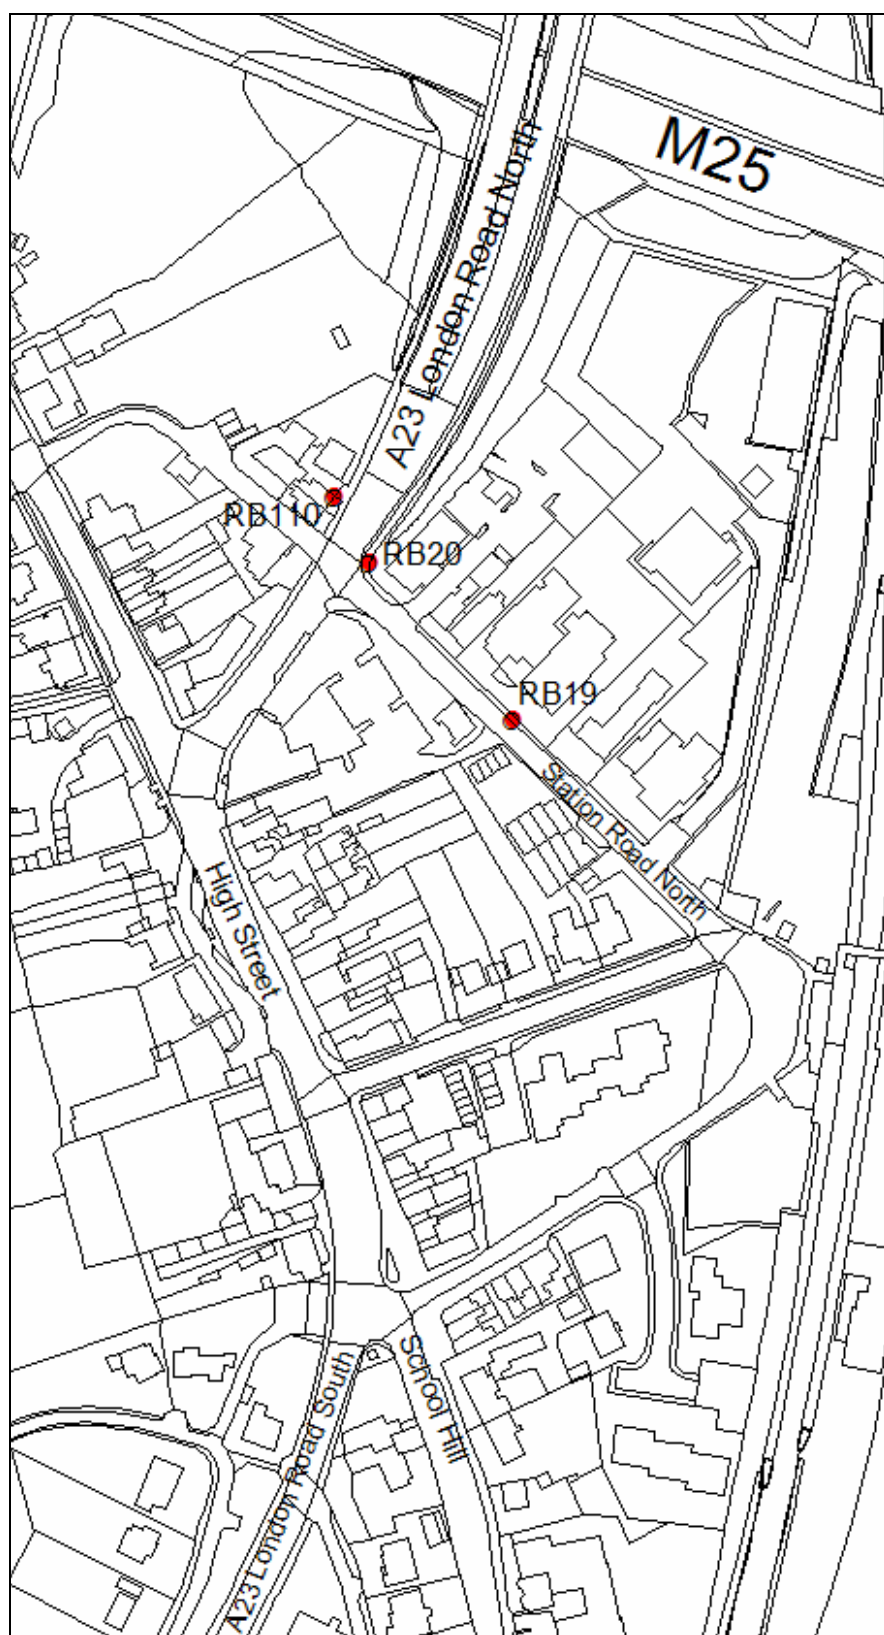 M25
A23 London Road North
RB110
RB20
RB19
Station Road North
High Street
School Hill
A23 London Road South